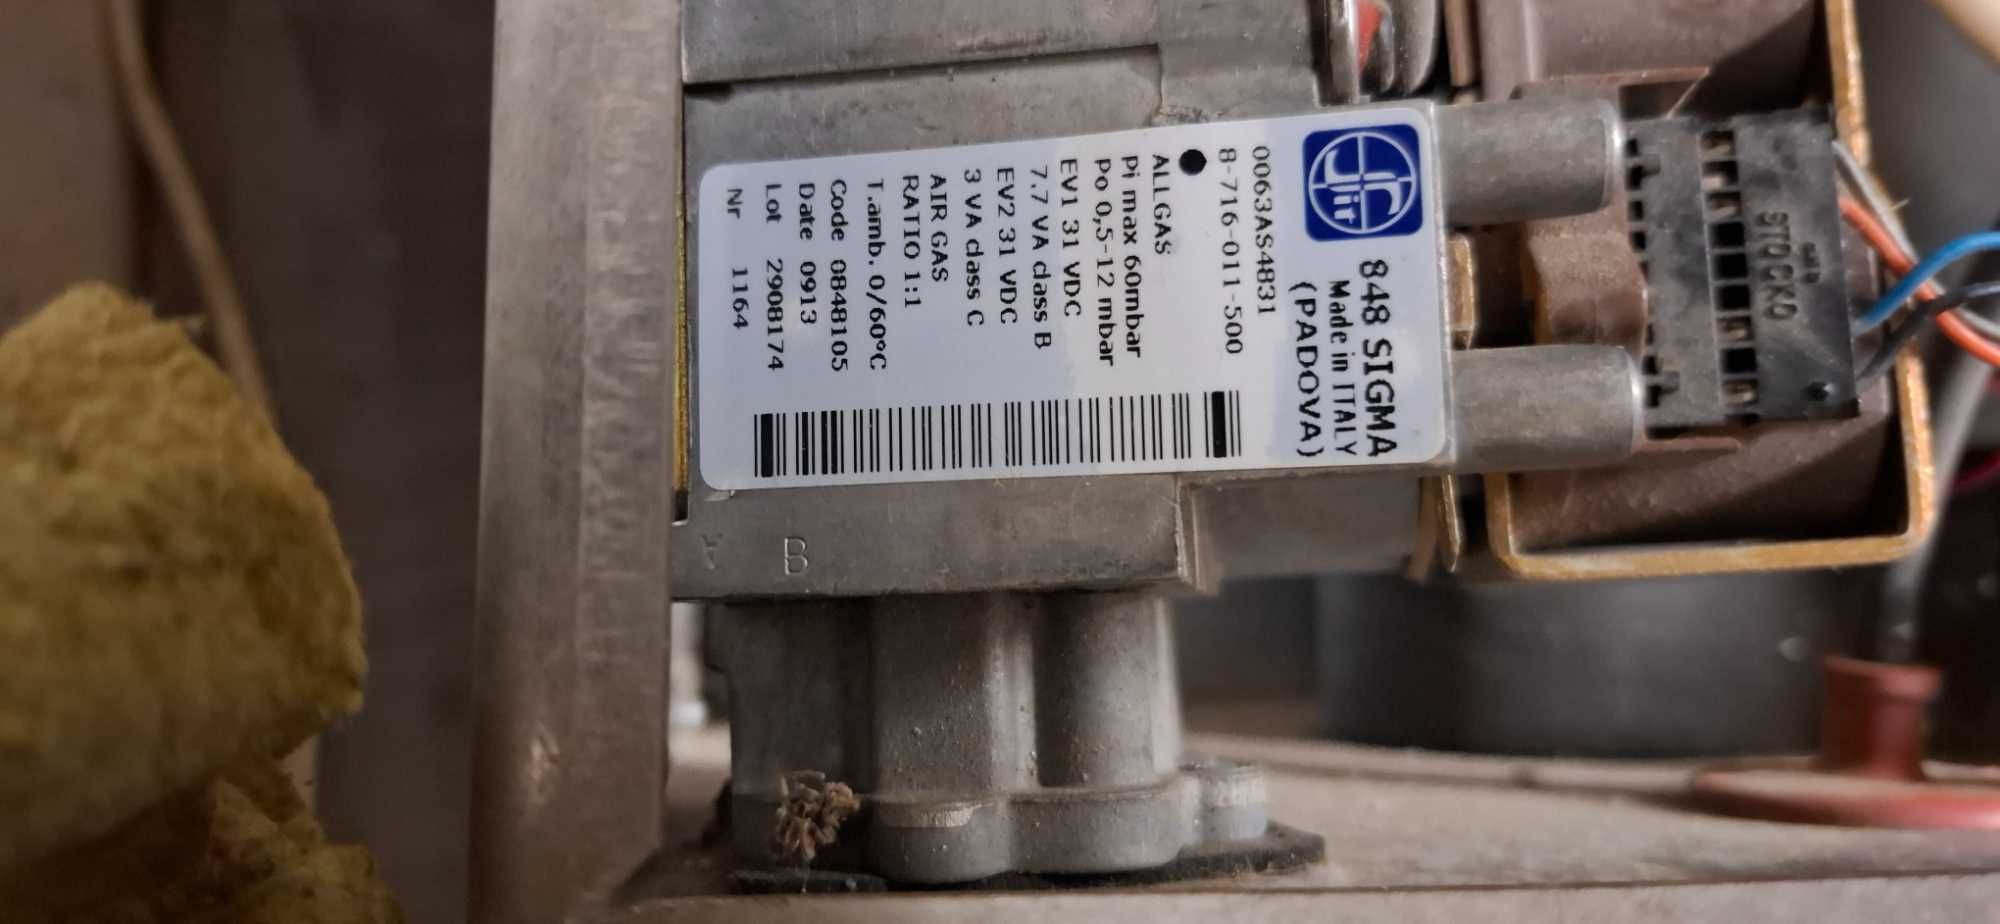 sit
848 SIGMA
Made in ITALY
(PADOVA)
0063AS4831
8-716-011-500
ALLGAS
Pi max 60mbar
Po 0,5-12 mbar
EV1 31 VDC
7.7 VA class B
EV2 31 VDC
3 VA class C
AIR GAS
RATIO 1:1
T.amb. 0/60°C
Code 0848105
Date 0913
Lot 2908174
Nr 1164
STOCKO
B